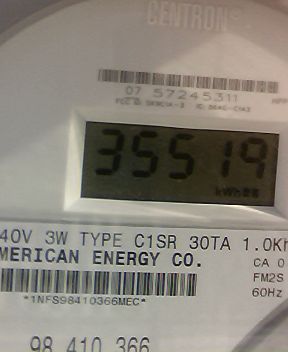 CENTRON
07 57245311
35519
kWh
40V 3W TYPE C1SR 30TA 1.0Kh
MERICAN ENERGY CO.
CA 0
FM2S
60Hz
*1NFS98410366MEC*
98 410 366